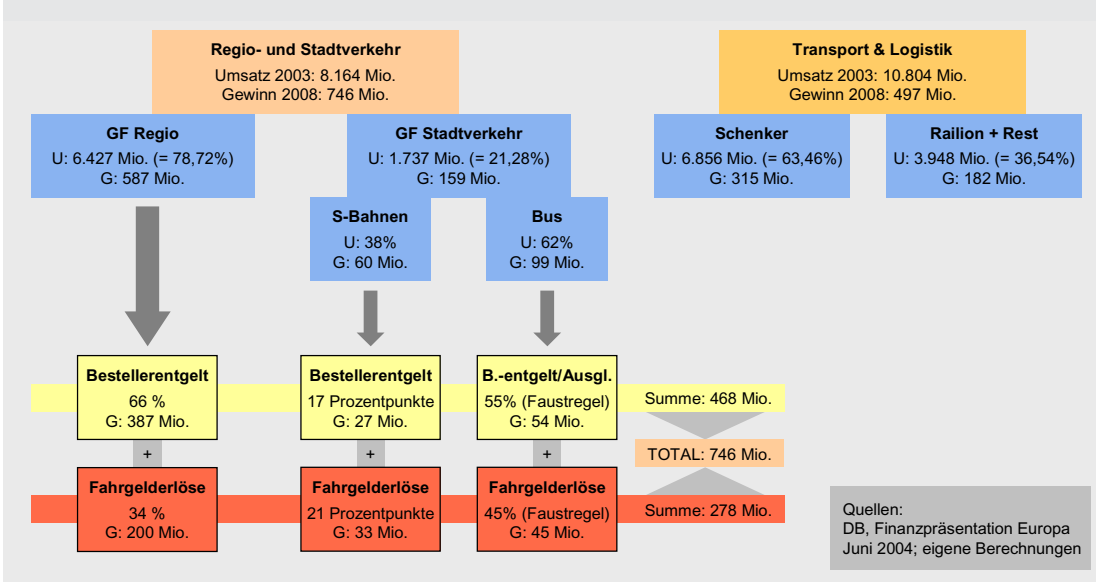 Regio- und Stadtverkehr
Umsatz 2003: 8.164 Mio.
Gewinn 2008: 746 Mio.
Transport & Logistik
Umsatz 2003: 10.804 Mio.
Gewinn 2008: 497 Mio.
GF Regio
U: 6.427 Mio. (= 78,72%)
G: 587 Mio.
GF Stadtverkehr
U: 1.737 Mio. (= 21,28%)
G: 159 Mio.
Schenker
U: 6.856 Mio. (= 63,46%)
G: 315 Mio.
Railion + Rest
U: 3.948 Mio. (= 36,54%)
G: 182 Mio.
S-Bahnen
U: 38%
G: 60 Mio.
Bus
U: 62%
G: 99 Mio.
Bestellerentgelt
66 %
G: 387 Mio.
Bestellerentgelt
17 Prozentpunkte
G: 27 Mio.
B.-entgelt/Ausgl.
55% (Faustregel)
G: 54 Mio.
Summe: 468 Mio.
+
+
+
TOTAL: 746 Mio.
Fahrgelderlöse
34 %
G: 200 Mio.
Fahrgelderlöse
21 Prozentpunkte
G: 33 Mio.
Fahrgelderlöse
45% (Faustregel)
G: 45 Mio.
Summe: 278 Mio.
Quellen:
DB, Finanzpräsentation Europa
Juni 2004; eigene Berechnungen